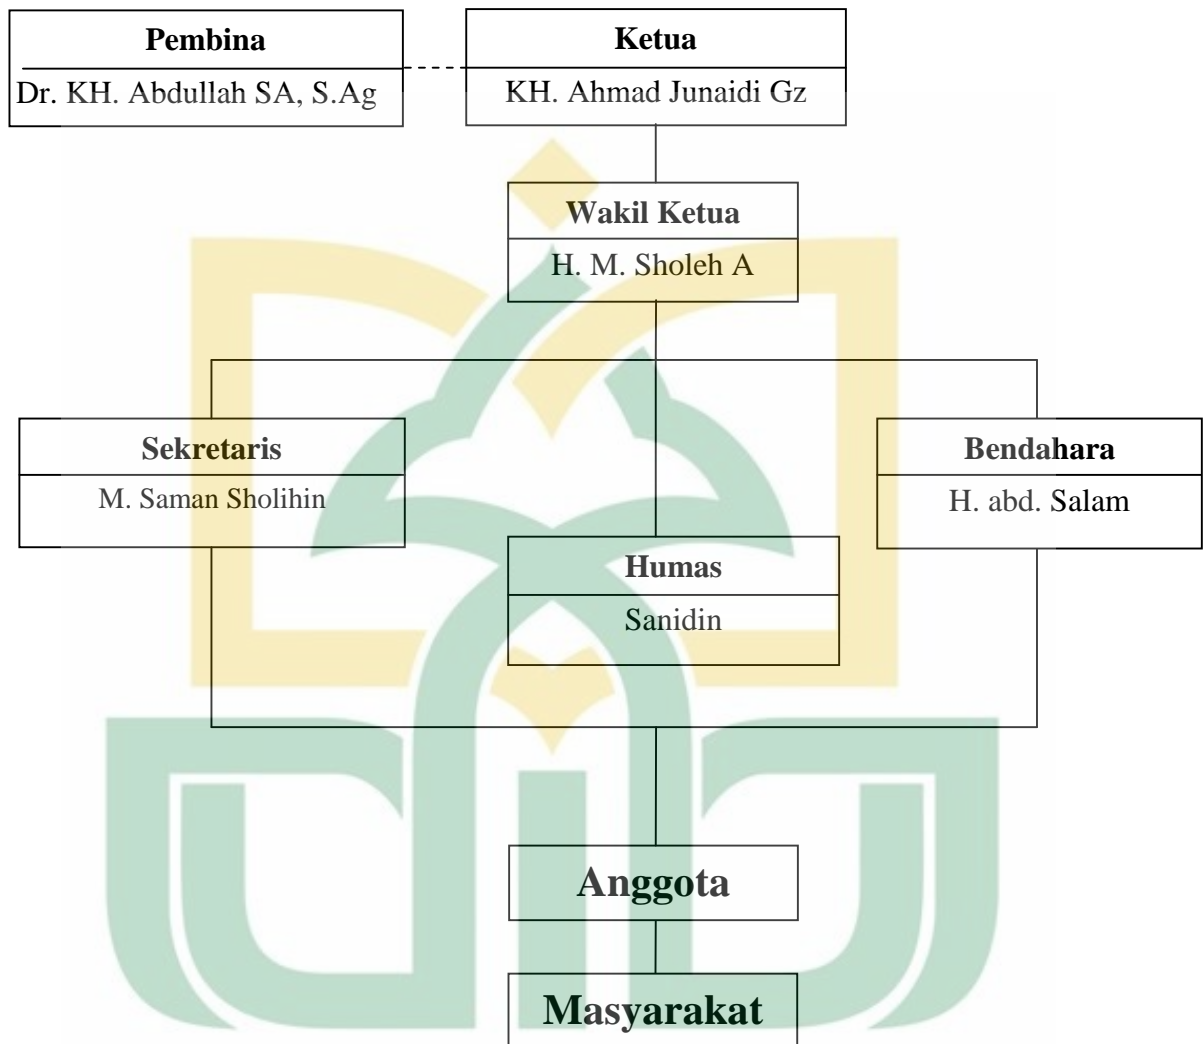 Pembina
Dr. KH. Abdullah SA, S.Ag
Ketua
KH. Ahmad Junaidi Gz
Wakil Ketua
H. M. Sholeh A
Sekretaris
M. Saman Sholihin
Bendahara
H. abd. Salam
Humas
Sanidin
Anggota
Masyarakat